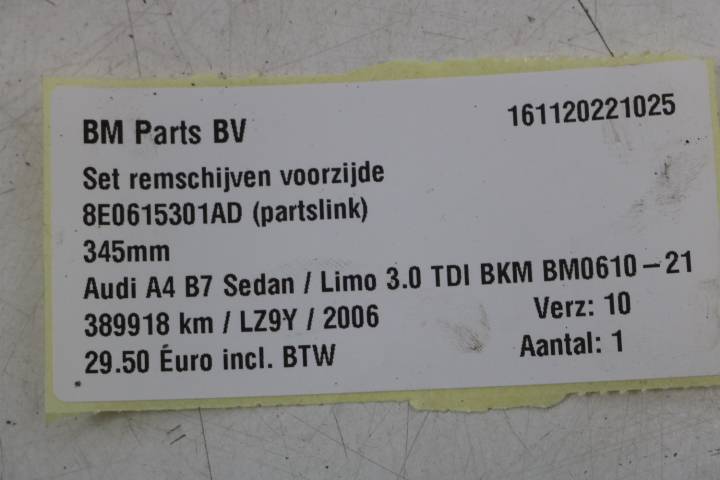 BM Parts BV 161120221025
Set remschijven voorzijde
8E0615301AD (partslink)
345mm
Audi A4 B7 Sedan / Limo 3.0 TDI BKM BM0610-21
389918 km / LZ9Y / 2006 Verz: 10
29.50 Éuro incl. BTW Aantal: 1